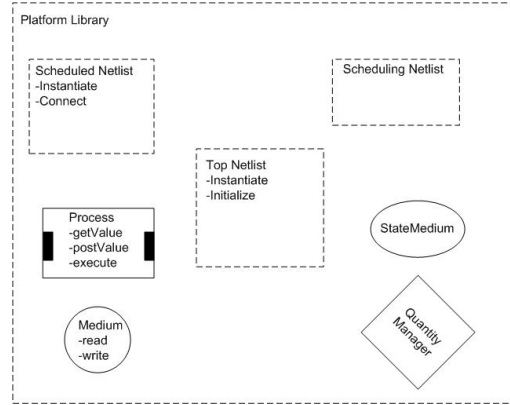 Platform Library
Scheduled Netlist
-Instantiate
-Connect
Scheduling Netlist
Top Netlist
-Instantiate
-Initialize
Process
-getValue
-postValue
-execute
StateMedium
Medium
-read
-write
Quantity
Manager